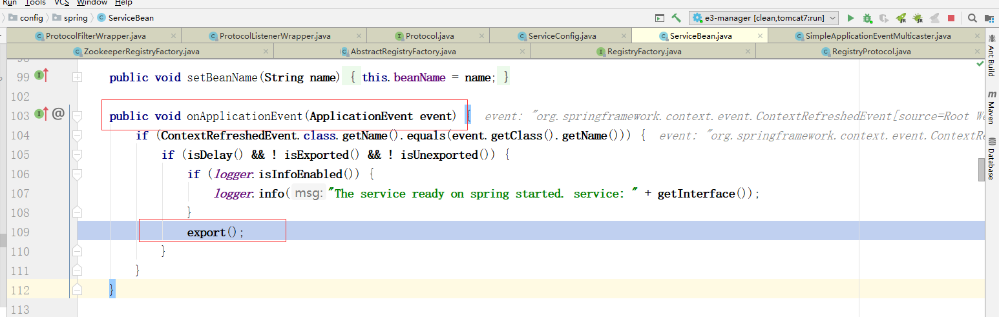 Run Tools VCS Window Help
config spring ServiceBean e3-manager [clean,tomcat7:run]
ProtocolFilterWrapper.java ProtocolListenerWrapper.java Protocol.java ServiceConfig.java ServiceBean.java SimpleApplicationEventMulticaster.java
ZookeeperRegistryFactory.java AbstractRegistryFactory.java RegistryFactory.java RegistryProtocol.java
99 public void setBeanName(String name) { this.beanName = name; }
102
103 @ public void onApplicationEvent(ApplicationEvent event) { event: "org.springframework.context.event.ContextRefreshedEvent[source=Root We
104 if (ContextRefreshedEvent.class.getName().equals(event.getClass().getName())) { event: "org.springframework.context.event.ContextRe
105 if (isDelay() && ! isExported() && ! isUnexported()) {
106 if (logger.isInfoEnabled()) {
107 logger.info( msg: "The service ready on spring started. service: " + getInterface());
108 }
109 export();
110 }
111 }
112 }
113
Ant Build
Maven
Database